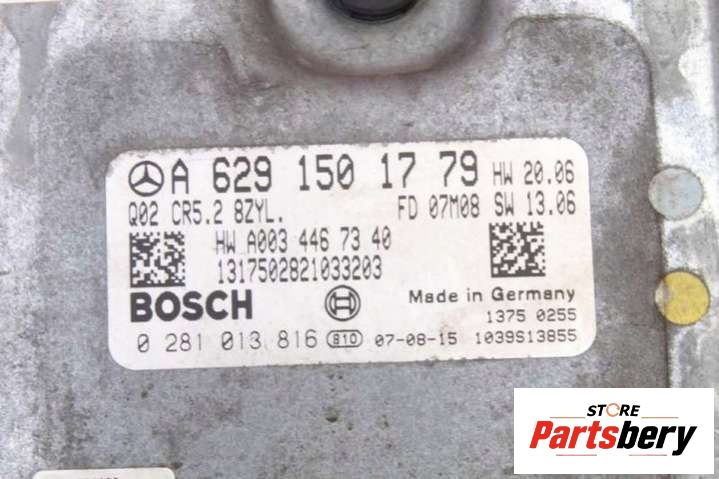 A 629 150 17 79 HW 20.06
Q02 CR5.2 8ZYL. FD 07M08 SW 13.06
HW A003 446 73 40
1317502821033203
BOSCH Made in Germany
1375 0255
0 281 013 816 810 07-08-15 1039S13855
STORE
Partsbery